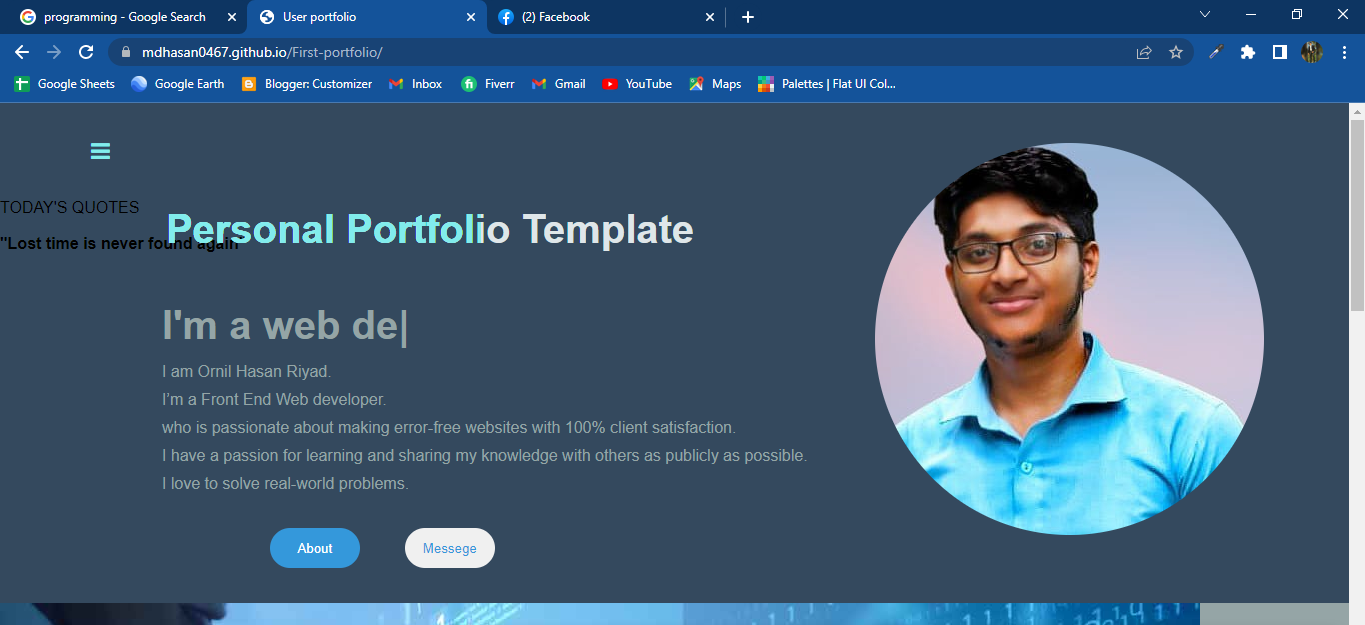 programming - Google Search
User portfolio
(2) Facebook
mdhasan0467.github.io/First-portfolio/
Google Sheets
Google Earth
Blogger: Customizer
Inbox
Fiverr
Gmail
YouTube
Maps
Palettes | Flat UI Col...
TODAY'S QUOTES
Personal Portfolio Template
"Lost time is never found again"
I'm a web de|
I am Ornil Hasan Riyad.
I'm a Front End Web developer.
who is passionate about making error-free websites with 100% client satisfaction.
I have a passion for learning and sharing my knowledge with others as publicly as possible.
I love to solve real-world problems.
About
Messege